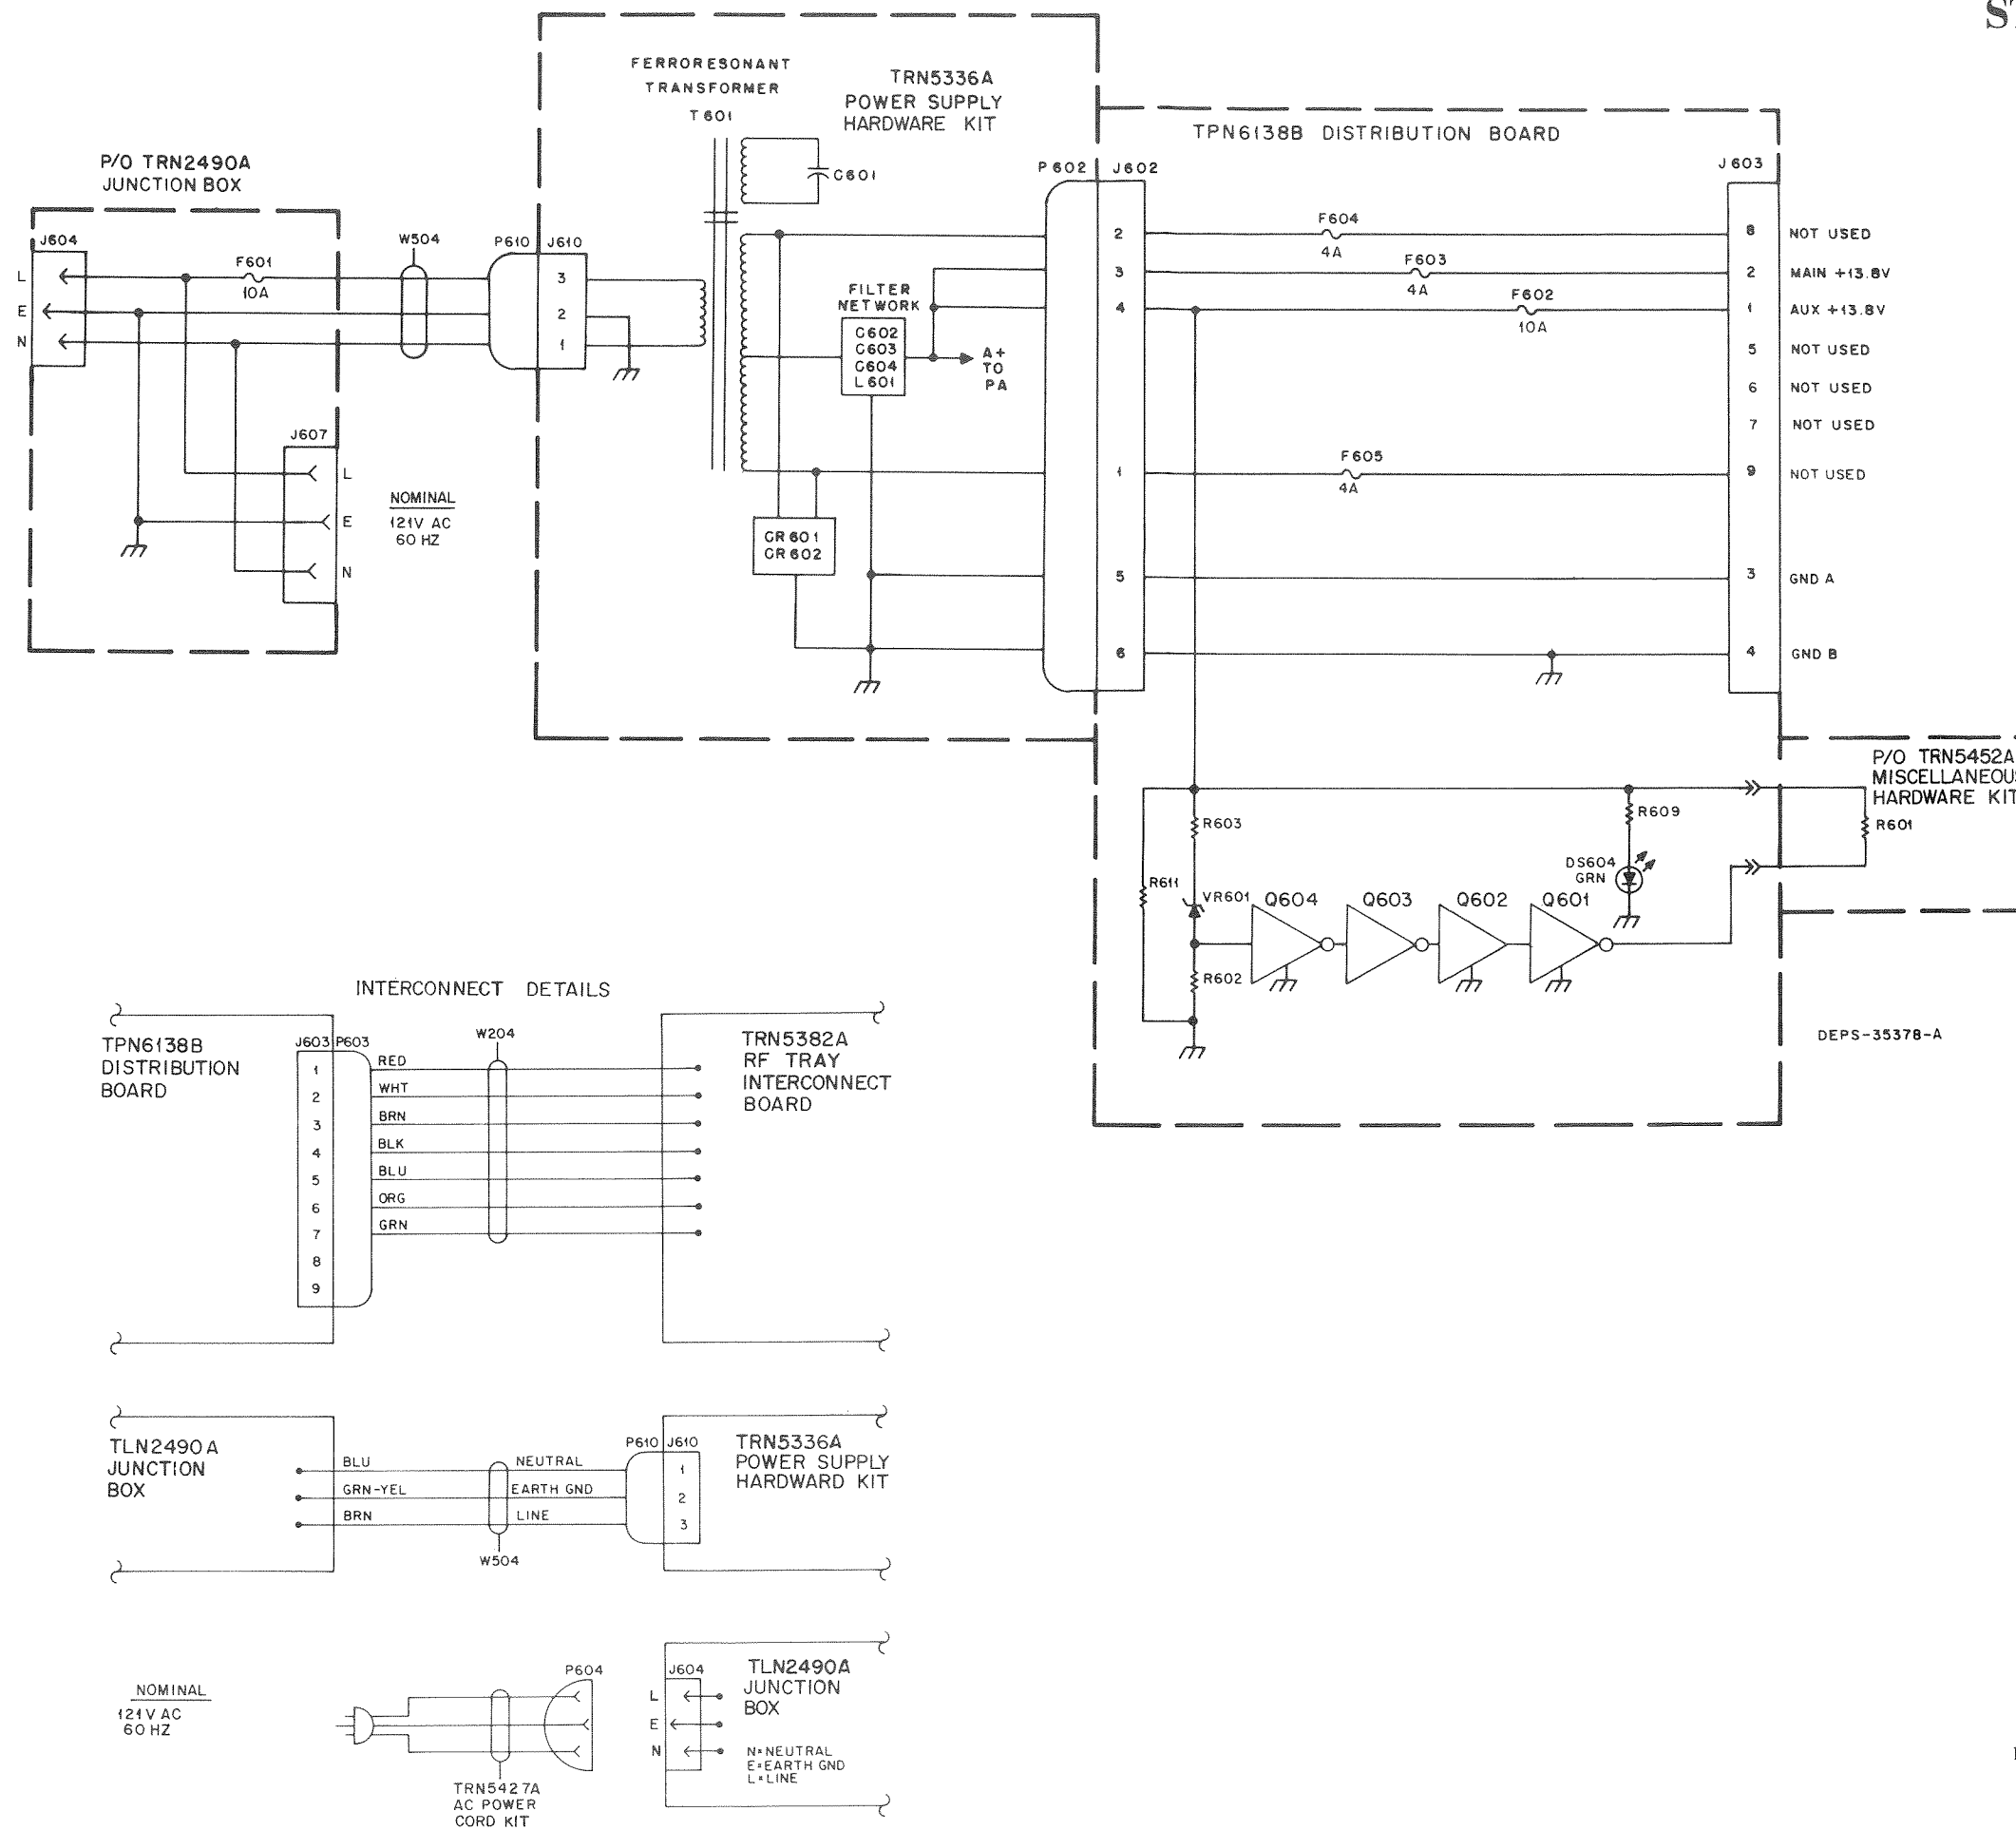 ST
FERRORESONANT
TRANSFORMER
T601
TRN5336A
POWER SUPPLY
HARDWARE KIT
C601
P/O TRN2490A
JUNCTION BOX
J604
L
E
N
F601
10A
W504
P610
J610
3
2
1
J607
L
E
N
NOMINAL
121V AC
60 HZ
FILTER
NETWORK
C602
C603
C604
L601
A+
TO
PA
CR601
CR602
TPN6138B DISTRIBUTION BOARD
P602
J602
J603
2
F604
4A
8
NOT USED
3
F603
4A
2
MAIN +13.8V
4
F602
10A
1
AUX +13.8V
5
NOT USED
6
NOT USED
7
NOT USED
1
F605
4A
9
NOT USED
5
3
GND A
6
4
GND B
P/O TRN5452A
MISCELLANEOUS
HARDWARE KIT
R601
R603
R609
DS604
GRN
R611
VR601
Q604
Q603
Q602
Q601
R602
DEPS-35378-A
INTERCONNECT DETAILS
TPN6138B
DISTRIBUTION
BOARD
J603
P603
W204
1
RED
2
WHT
3
BRN
4
BLK
5
BLU
6
ORG
7
GRN
8
9
TRN5382A
RF TRAY
INTERCONNECT
BOARD
TLN2490A
JUNCTION
BOX
BLU
NEUTRAL
GRN-YEL
EARTH GND
BRN
LINE
W504
P610
J610
1
2
3
TRN5336A
POWER SUPPLY
HARDWARD KIT
NOMINAL
121V AC
60 HZ
P604
TRN5427A
AC POWER
CORD KIT
J604
L
E
N
TLN2490A
JUNCTION
BOX
N=NEUTRAL
E=EARTH GND
L=LINE